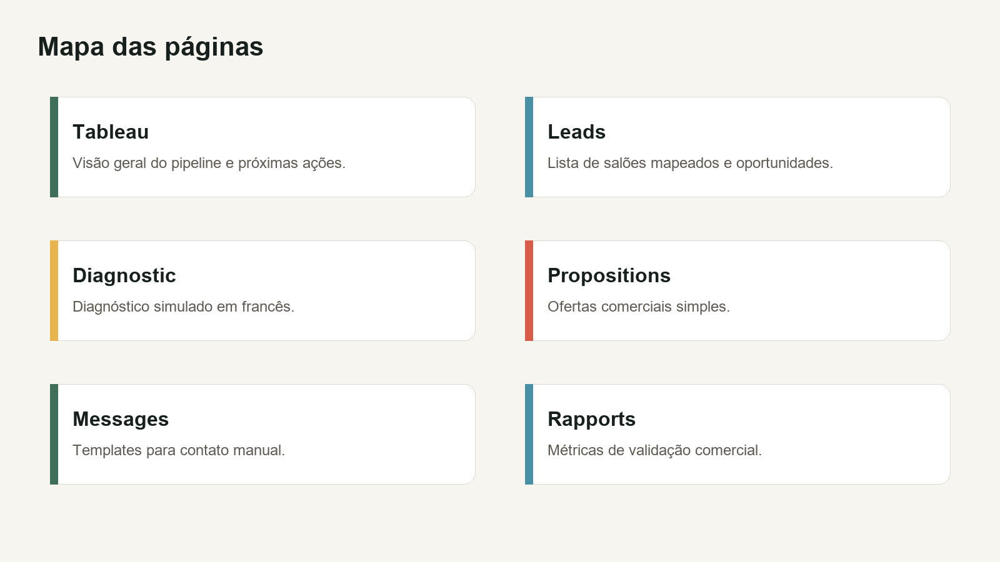 Mapa das páginas
Tableau
Visão geral do pipeline e próximas ações.
Leads
Lista de salões mapeados e oportunidades.
Diagnostic
Diagnóstico simulado em francês.
Propositions
Ofertas comerciais simples.
Messages
Templates para contato manual.
Rapports
Métricas de validação comercial.